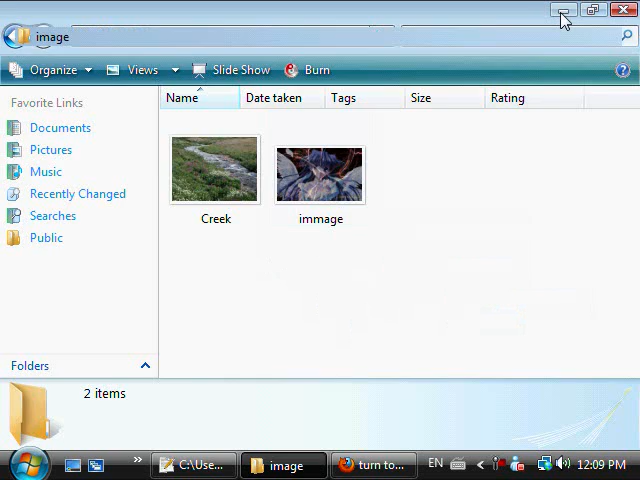 image
Organize Views Slide Show Burn
Favorite Links
Documents
Pictures
Music
Recently Changed
Searches
Public
Folders
Name Date taken Tags Size Rating
Creek immage
2 items
» C:\Use... image turn to... EN 12:09 PM